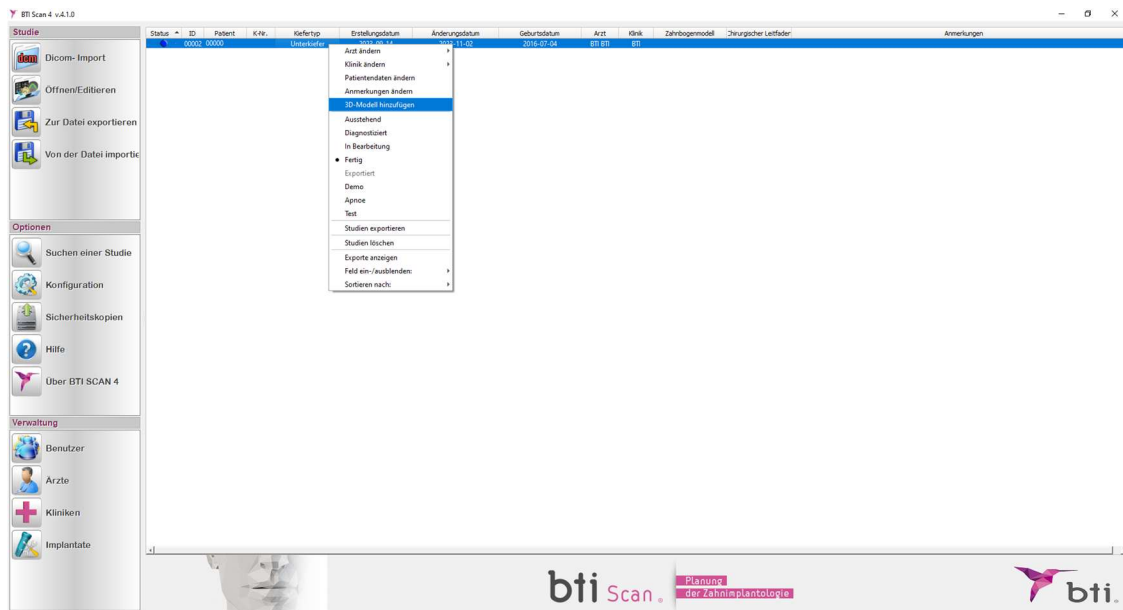 BTI Scan 4 v.4.1.0
Studie
Dicom- Import
Öffnen/Editieren
Zur Datei exportieren
Von der Datei importie
Optionen
Suchen einer Studie
Konfiguration
Sicherheitskopien
Hilfe
Über BTI SCAN 4
Verwaltung
Benutzer
Ärzte
Kliniken
Implantate
Status ID Patient K-Nr. Kiefertyp Erstellungsdatum Änderungsdatum Geburtsdatum Arzt Klinik Zahnbogenmodell Chirurgischer Leitfader Anmerkungen
00002 00000 Unterkiefer 2016-07-04 BTI BTI BTI
Arzt ändern
Klinik ändern
Patientendaten ändern
Anmerkungen ändern
3D-Modell hinzufügen
Ausstehend
Diagnostiziert
In Bearbeitung
Fertig
Exportiert
Demo
Apnoe
Test
Studien exportieren
Studien löschen
Exporte anzeigen
Feld ein-/ausblenden:
Sortieren nach:
bti Scan®
Planung
der Zahnimplantologie
bti®
dcm